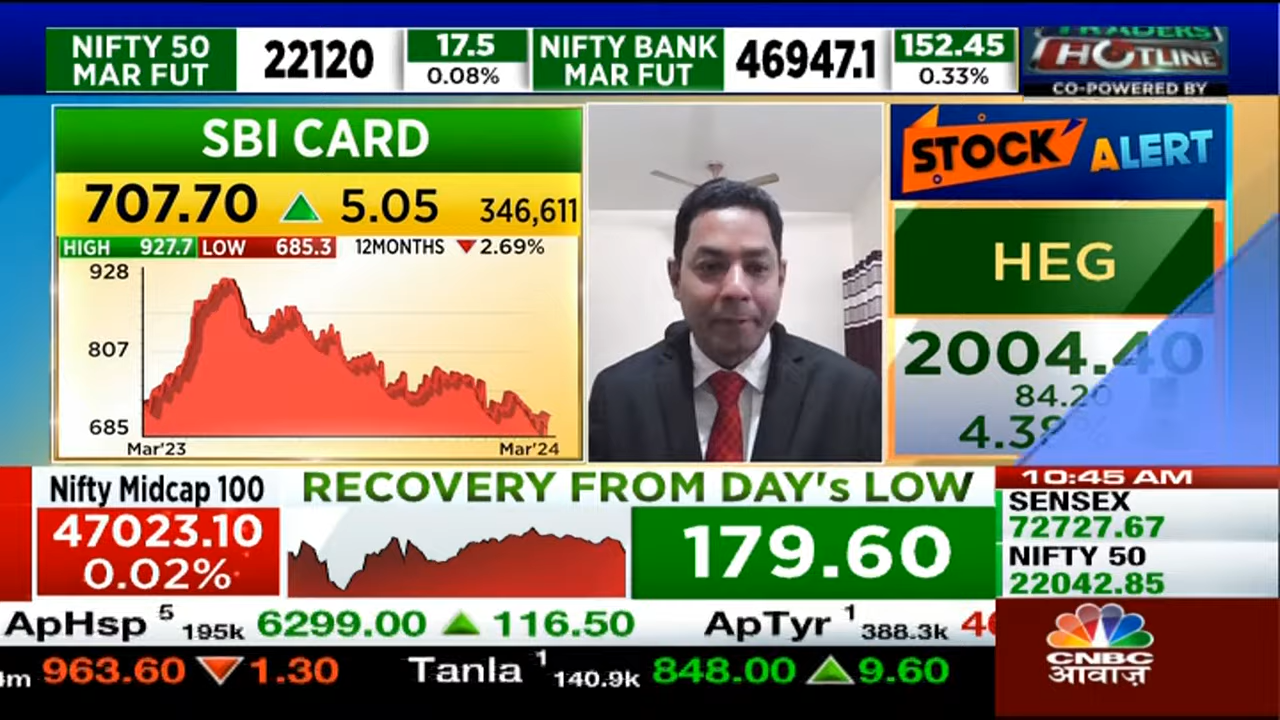 NIFTY 50
MAR FUT
22120
17.5
0.08%
NIFTY BANK
MAR FUT
46947.1
152.45
0.33%
TRADERS
HOTLINE
CO-POWERED BY
SBI CARD
707.70 ▲ 5.05 346,611
HIGH 927.7 LOW 685.3 12MONTHS ▼ 2.69%
928
807
685
Mar'23 Mar'24
STOCK ALERT
HEG
2004.40
84.20
Nifty Midcap 100
47023.10
0.02%
RECOVERY FROM DAY's LOW
179.60
10:45 AM
SENSEX
72727.67
NIFTY 50
22042.85
ApHsp 5 195k 6299.00 ▲ 116.50 ApTyr 1 388.3k
963.60 ▼ 1.30 Tanla 1 140.9k 848.00 ▲ 9.60
CNBC
आवाज़